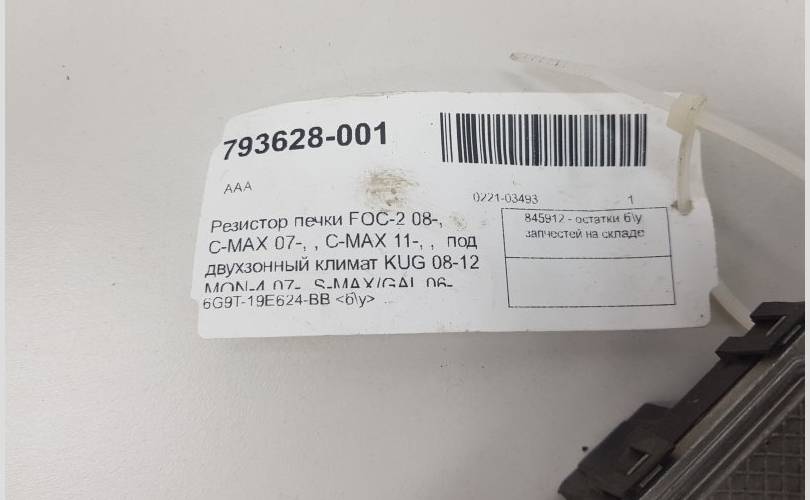 793628-001
AAA
0221-03493 1
Резистор печки FOC-2 08-,
C-MAX 07-, , C-MAX 11-, , под
двухзонный климат KUG 08-12
MON-4 07-, S-MAX/GAL 06-
6G9T-19E624-BB <б\у>
845912 - остатки б\у
запчестей на складе